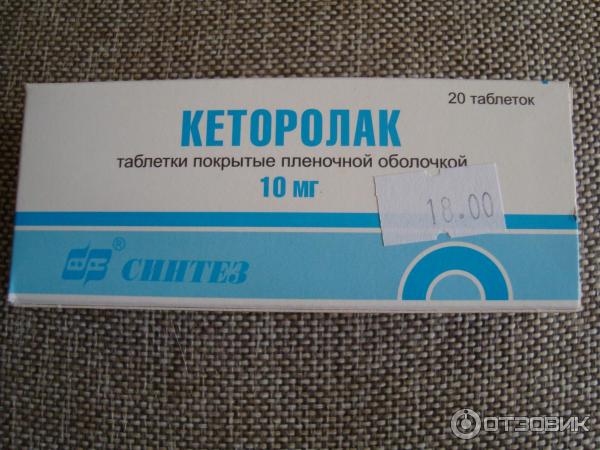 20 таблеток
КЕТОРОЛАК
таблетки покрытые пленочной оболочкой
10 мг
18.00
® СИНТЕЗ
ОТЗОВИК